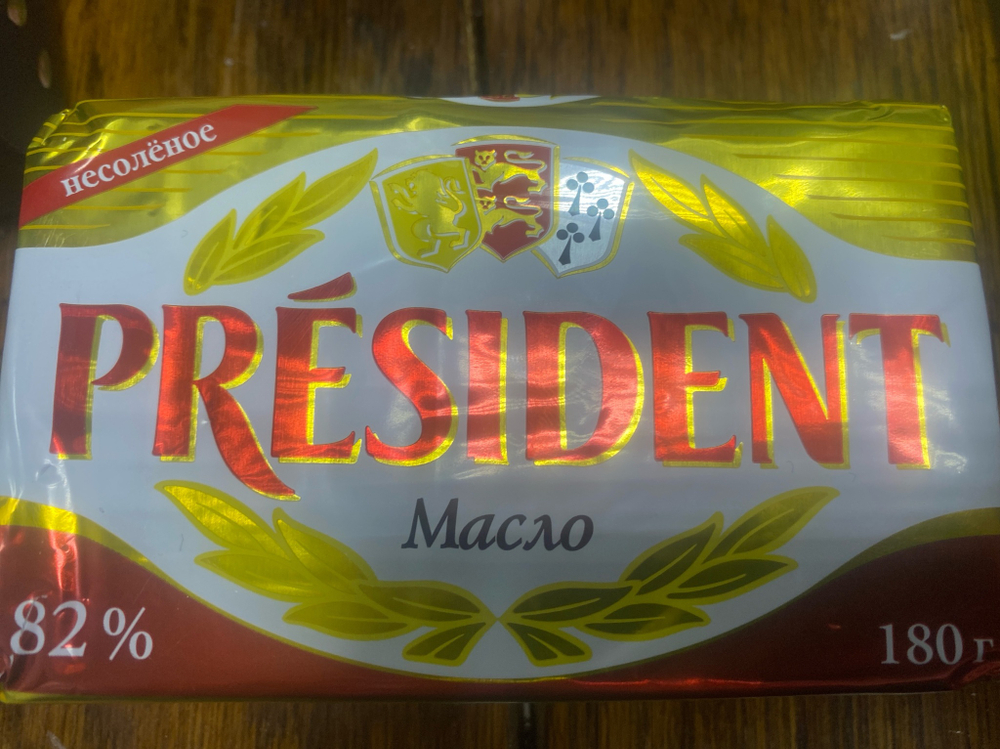 несолёное
PRÉSIDENT
Масло
82 %
180 г